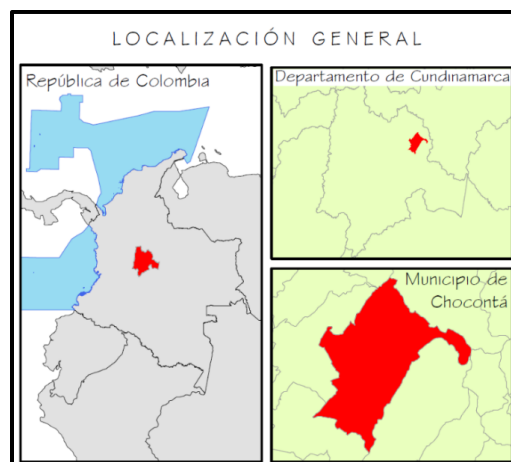 LOCALIZACIÓN GENERAL
República de Colombia
Departamento de Cundinamarca
Municipio de
Chocontá